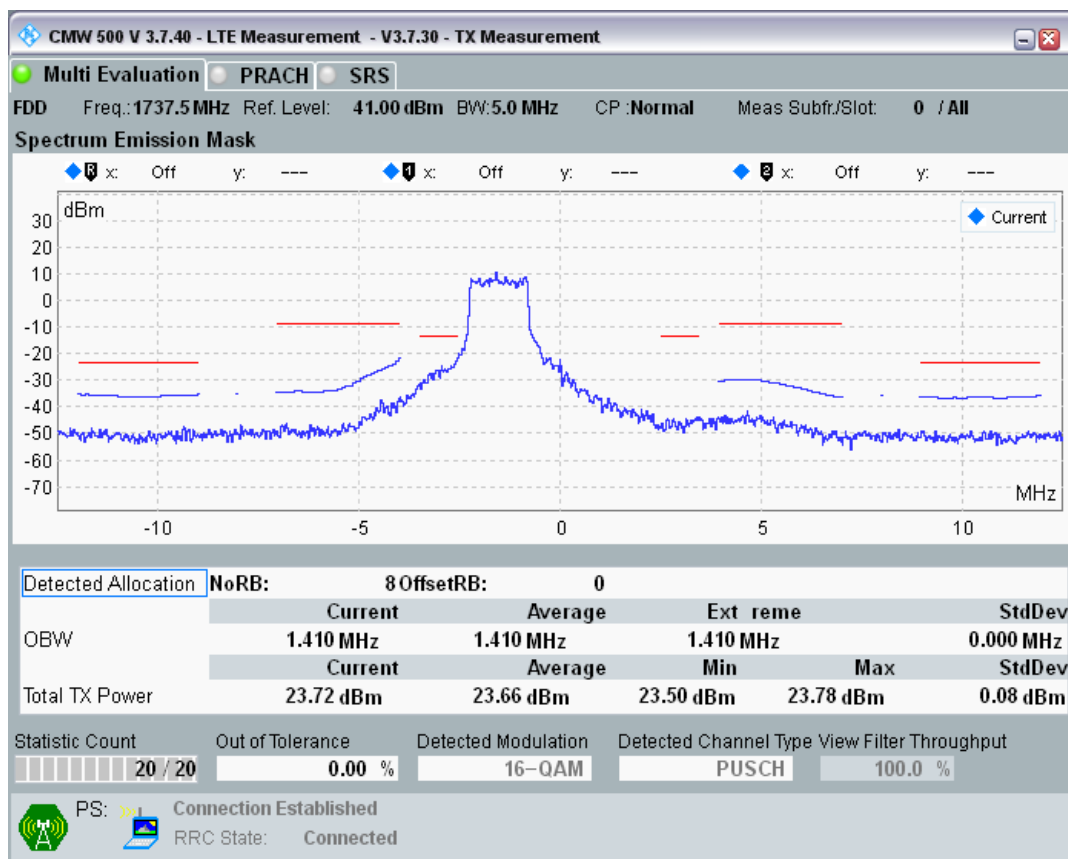 CMW 500 V 3.7.40 - LTE Measurement - V3.7.30 - TX Measurement
Multi Evaluation PRACH SRS
FDD Freq.: 1737.5 MHz Ref. Level: 41.00 dBm BW: 5.0 MHz CP : Normal Meas Subfr./Slot: 0 / All
Spectrum Emission Mask
R x: Off y: --- 1 x: Off y: --- 2 x: Off y: ---
dBm
Current
30
20
10
0
-10
-20
-30
-40
-50
-60
-70
MHz
-10 -5 0 5 10
Detected Allocation NoRB: 8 OffsetRB: 0
Current Average Ext reme StdDev
OBW 1.410 MHz 1.410 MHz 1.410 MHz 0.000 MHz
Current Average Min Max StdDev
Total TX Power 23.72 dBm 23.66 dBm 23.50 dBm 23.78 dBm 0.08 dBm
Statistic Count Out of Tolerance Detected Modulation Detected Channel Type View Filter Throughput
20 / 20 0.00 % 16-QAM PUSCH 100.0 %
PS: Connection Established
RRC State: Connected